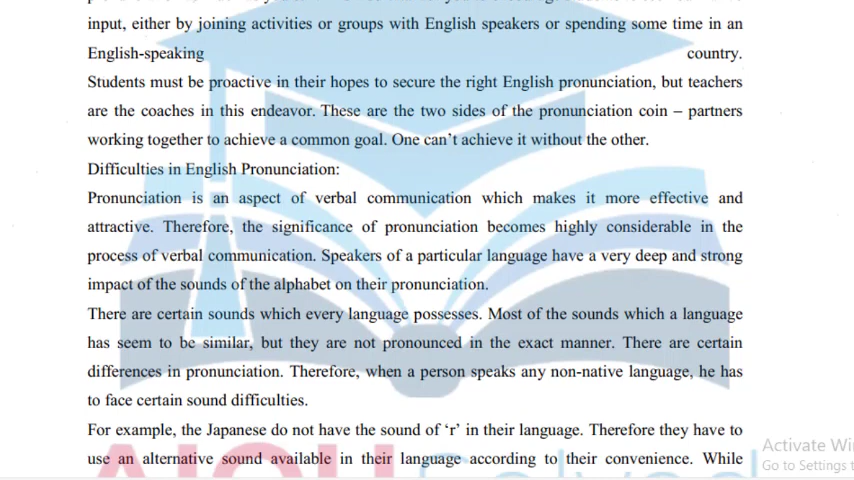 input, either by joining activities or groups with English speakers or spending some time in an
English-speaking country.
Students must be proactive in their hopes to secure the right English pronunciation, but teachers
are the coaches in this endeavor. These are the two sides of the pronunciation coin – partners
working together to achieve a common goal. One can’t achieve it without the other.
Difficulties in English Pronunciation:
Pronunciation is an aspect of verbal communication which makes it more effective and
attractive. Therefore, the significance of pronunciation becomes highly considerable in the
process of verbal communication. Speakers of a particular language have a very deep and strong
impact of the sounds of the alphabet on their pronunciation.
There are certain sounds which every language possesses. Most of the sounds which a language
has seem to be similar, but they are not pronounced in the exact manner. There are certain
differences in pronunciation. Therefore, when a person speaks any non-native language, he has
to face certain sound difficulties.
For example, the Japanese do not have the sound of ‘r’ in their language. Therefore they have to
use an alternative sound available in their language according to their convenience. While
Activate
Go to Settings